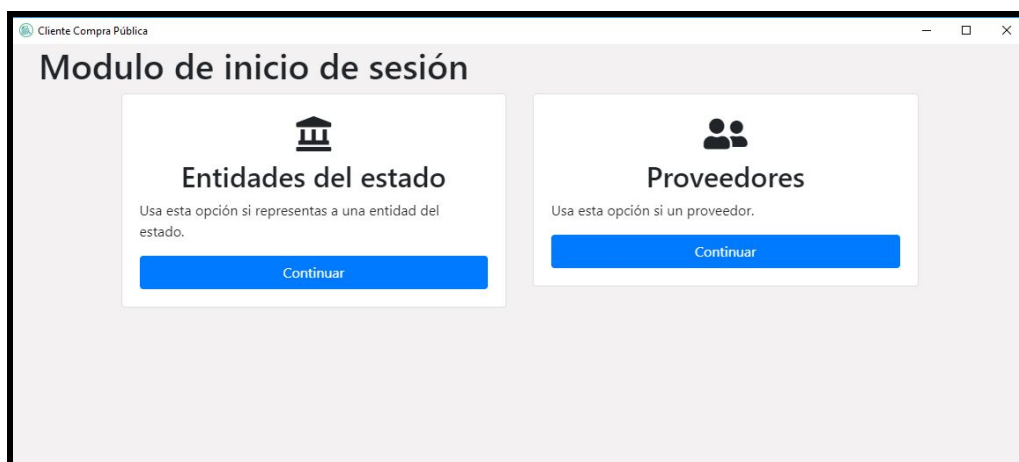 Cliente Compra Pública
Modulo de inicio de sesión
Entidades del estado
Usa esta opción si representas a una entidad del
estado.
Continuar
Proveedores
Usa esta opción si un proveedor.
Continuar